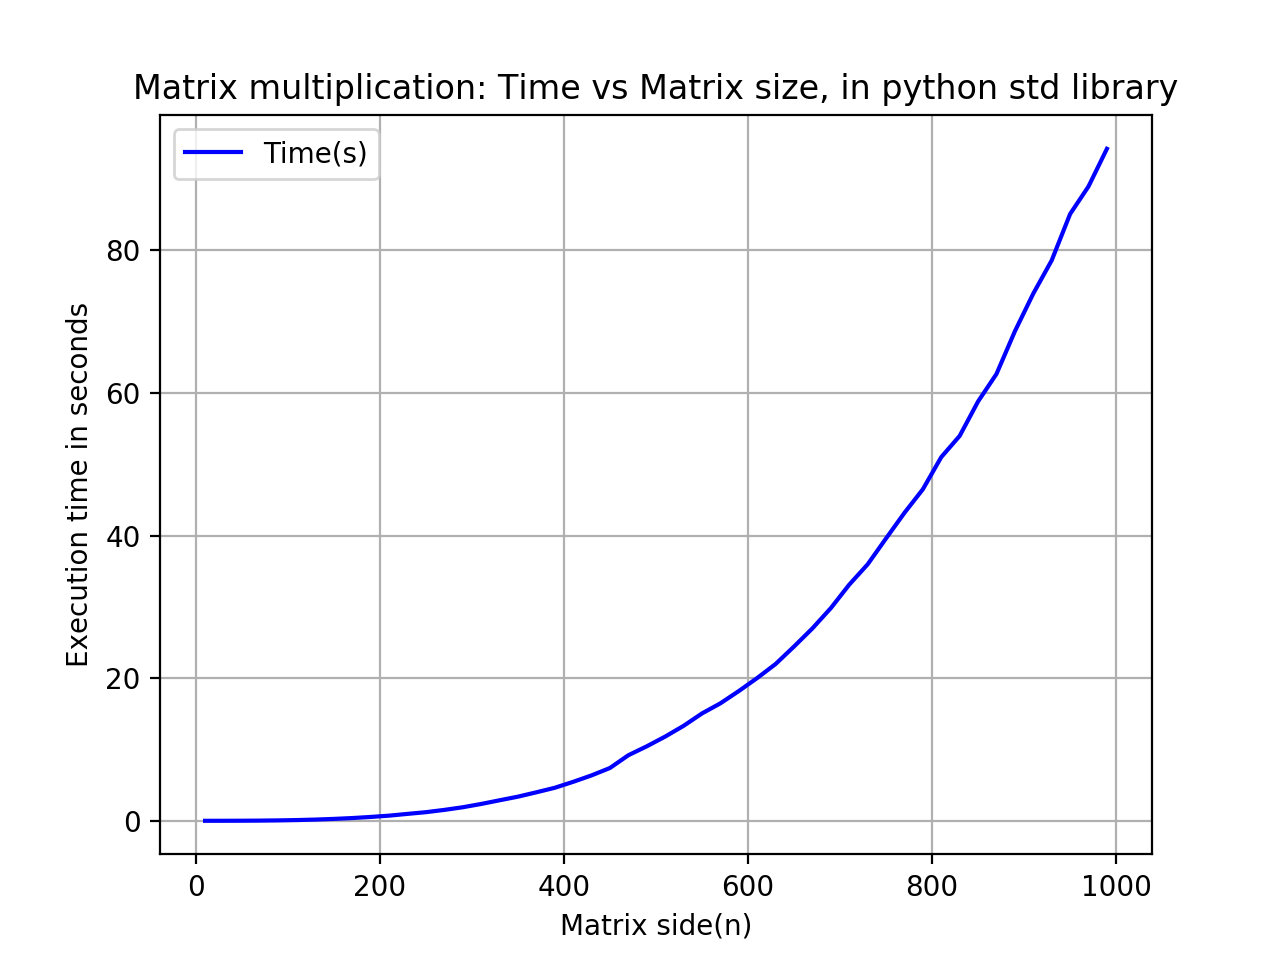 Matrix multiplication: Time vs Matrix size, in python std library
Time(s)
Execution time in seconds
80
60
40
20
0
0 200 400 600 800 1000
Matrix side(n)